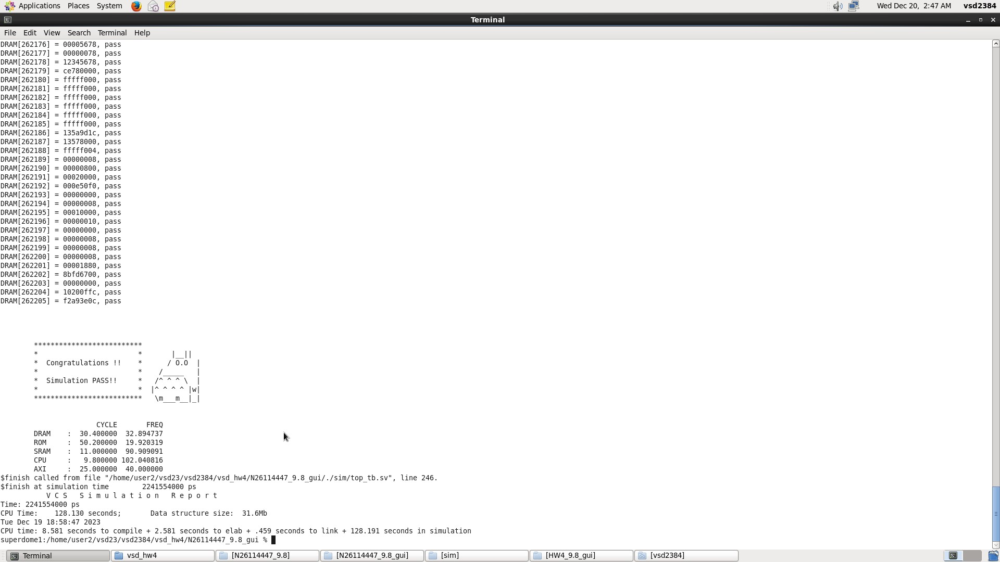 Applications Places System Wed Dec 20, 2:47 AM vsd2384
Terminal
File Edit View Search Terminal Help
DRAM[262176] = 00005678, pass
DRAM[262177] = 00000078, pass
DRAM[262178] = 12345678, pass
DRAM[262179] = ce780000, pass
DRAM[262180] = fffff000, pass
DRAM[262181] = fffff000, pass
DRAM[262182] = fffff000, pass
DRAM[262183] = fffff000, pass
DRAM[262184] = fffff000, pass
DRAM[262185] = fffff000, pass
DRAM[262186] = 135a9d1c, pass
DRAM[262187] = 13578000, pass
DRAM[262188] = fffff004, pass
DRAM[262189] = 00000008, pass
DRAM[262190] = 00000800, pass
DRAM[262191] = 00020000, pass
DRAM[262192] = 000e50f0, pass
DRAM[262193] = 00000000, pass
DRAM[262194] = 00000008, pass
DRAM[262195] = 00010000, pass
DRAM[262196] = 00000010, pass
DRAM[262197] = 00000000, pass
DRAM[262198] = 00000008, pass
DRAM[262199] = 00000008, pass
DRAM[262200] = 00000008, pass
DRAM[262201] = 00001880, pass
DRAM[262202] = 8bfd6700, pass
DRAM[262203] = 00000000, pass
DRAM[262204] = 10200ffc, pass
DRAM[262205] = f2a93e0c, pass
        **************************
        *                        *       |__||
        *  Congratulations !!    *      / O.O  |
        *                        *    /_____   |
        *  Simulation PASS!!     *   /^ ^ ^ \  |
        *                        *  |^ ^ ^ ^ |w|
        **************************   \m___m__|_|
                       CYCLE       FREQ
        DRAM    :  30.400000  32.894737
        ROM     :  50.200000  19.920319
        SRAM    :  11.000000  90.909091
        CPU     :   9.800000 102.040816
        AXI     :  25.000000  40.000000
$finish called from file "/home/user2/vsd23/vsd2384/vsd_hw4/N26114447_9.8_gui/./sim/top_tb.sv", line 246.
$finish at simulation time        2241554000 ps
           V C S   S i m u l a t i o n   R e p o r t
Time: 2241554000 ps
CPU Time:    128.130 seconds;       Data structure size:  31.6Mb
Tue Dec 19 18:58:47 2023
CPU time: 8.581 seconds to compile + 2.581 seconds to elab + .459 seconds to link + 128.191 seconds in simulation
superdome1:/home/user2/vsd23/vsd2384/vsd_hw4/N26114447_9.8_gui %
Terminal vsd_hw4 [N26114447_9.8] [N26114447_9.8_gui] [sim] [HW4_9.8_gui] [vsd2384]